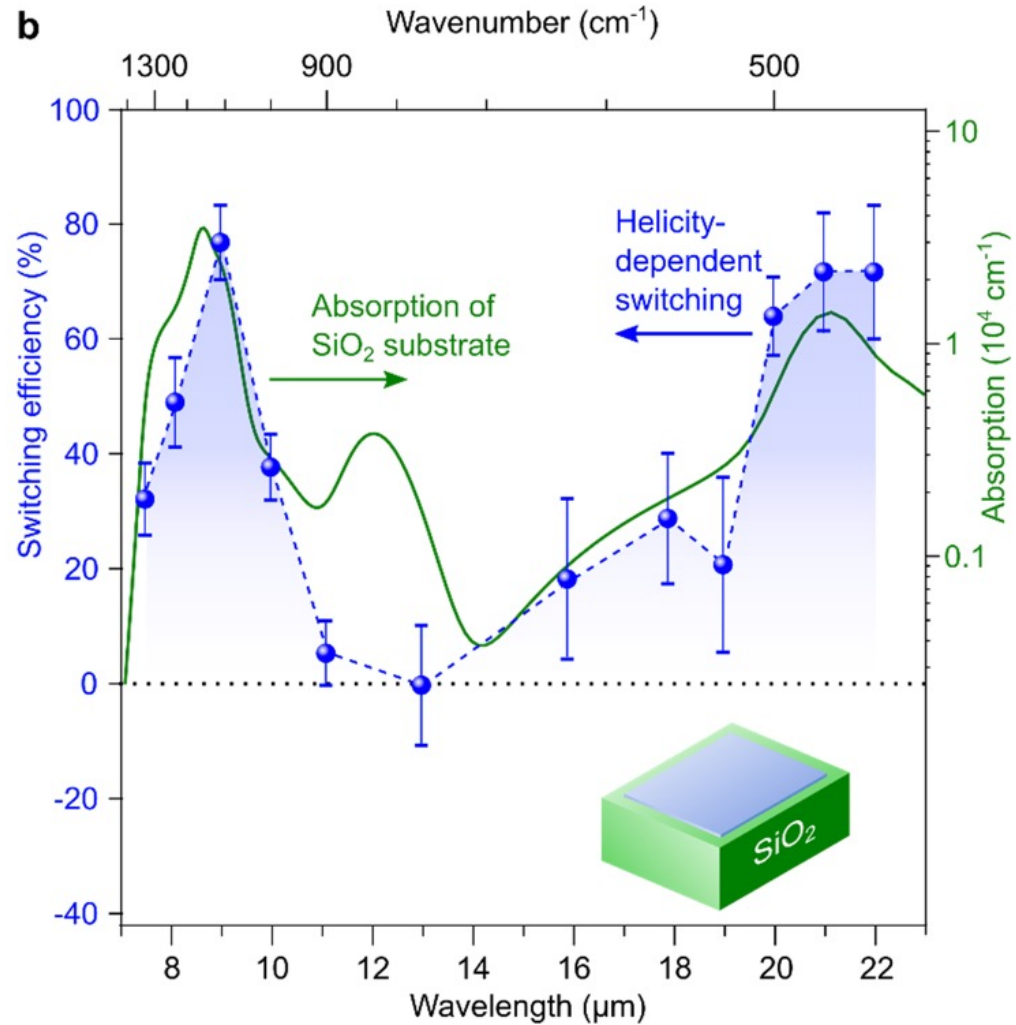 b
Wavenumber (cm⁻¹)
1300 900 500
100
80
60
40
20
0
-20
-40
Switching efficiency (%)
Absorption of
SiO₂ substrate
Helicity-
dependent
switching
10
1
0.1
Absorption (10⁴ cm⁻¹)
SiO₂
8 10 12 14 16 18 20 22
Wavelength (μm)